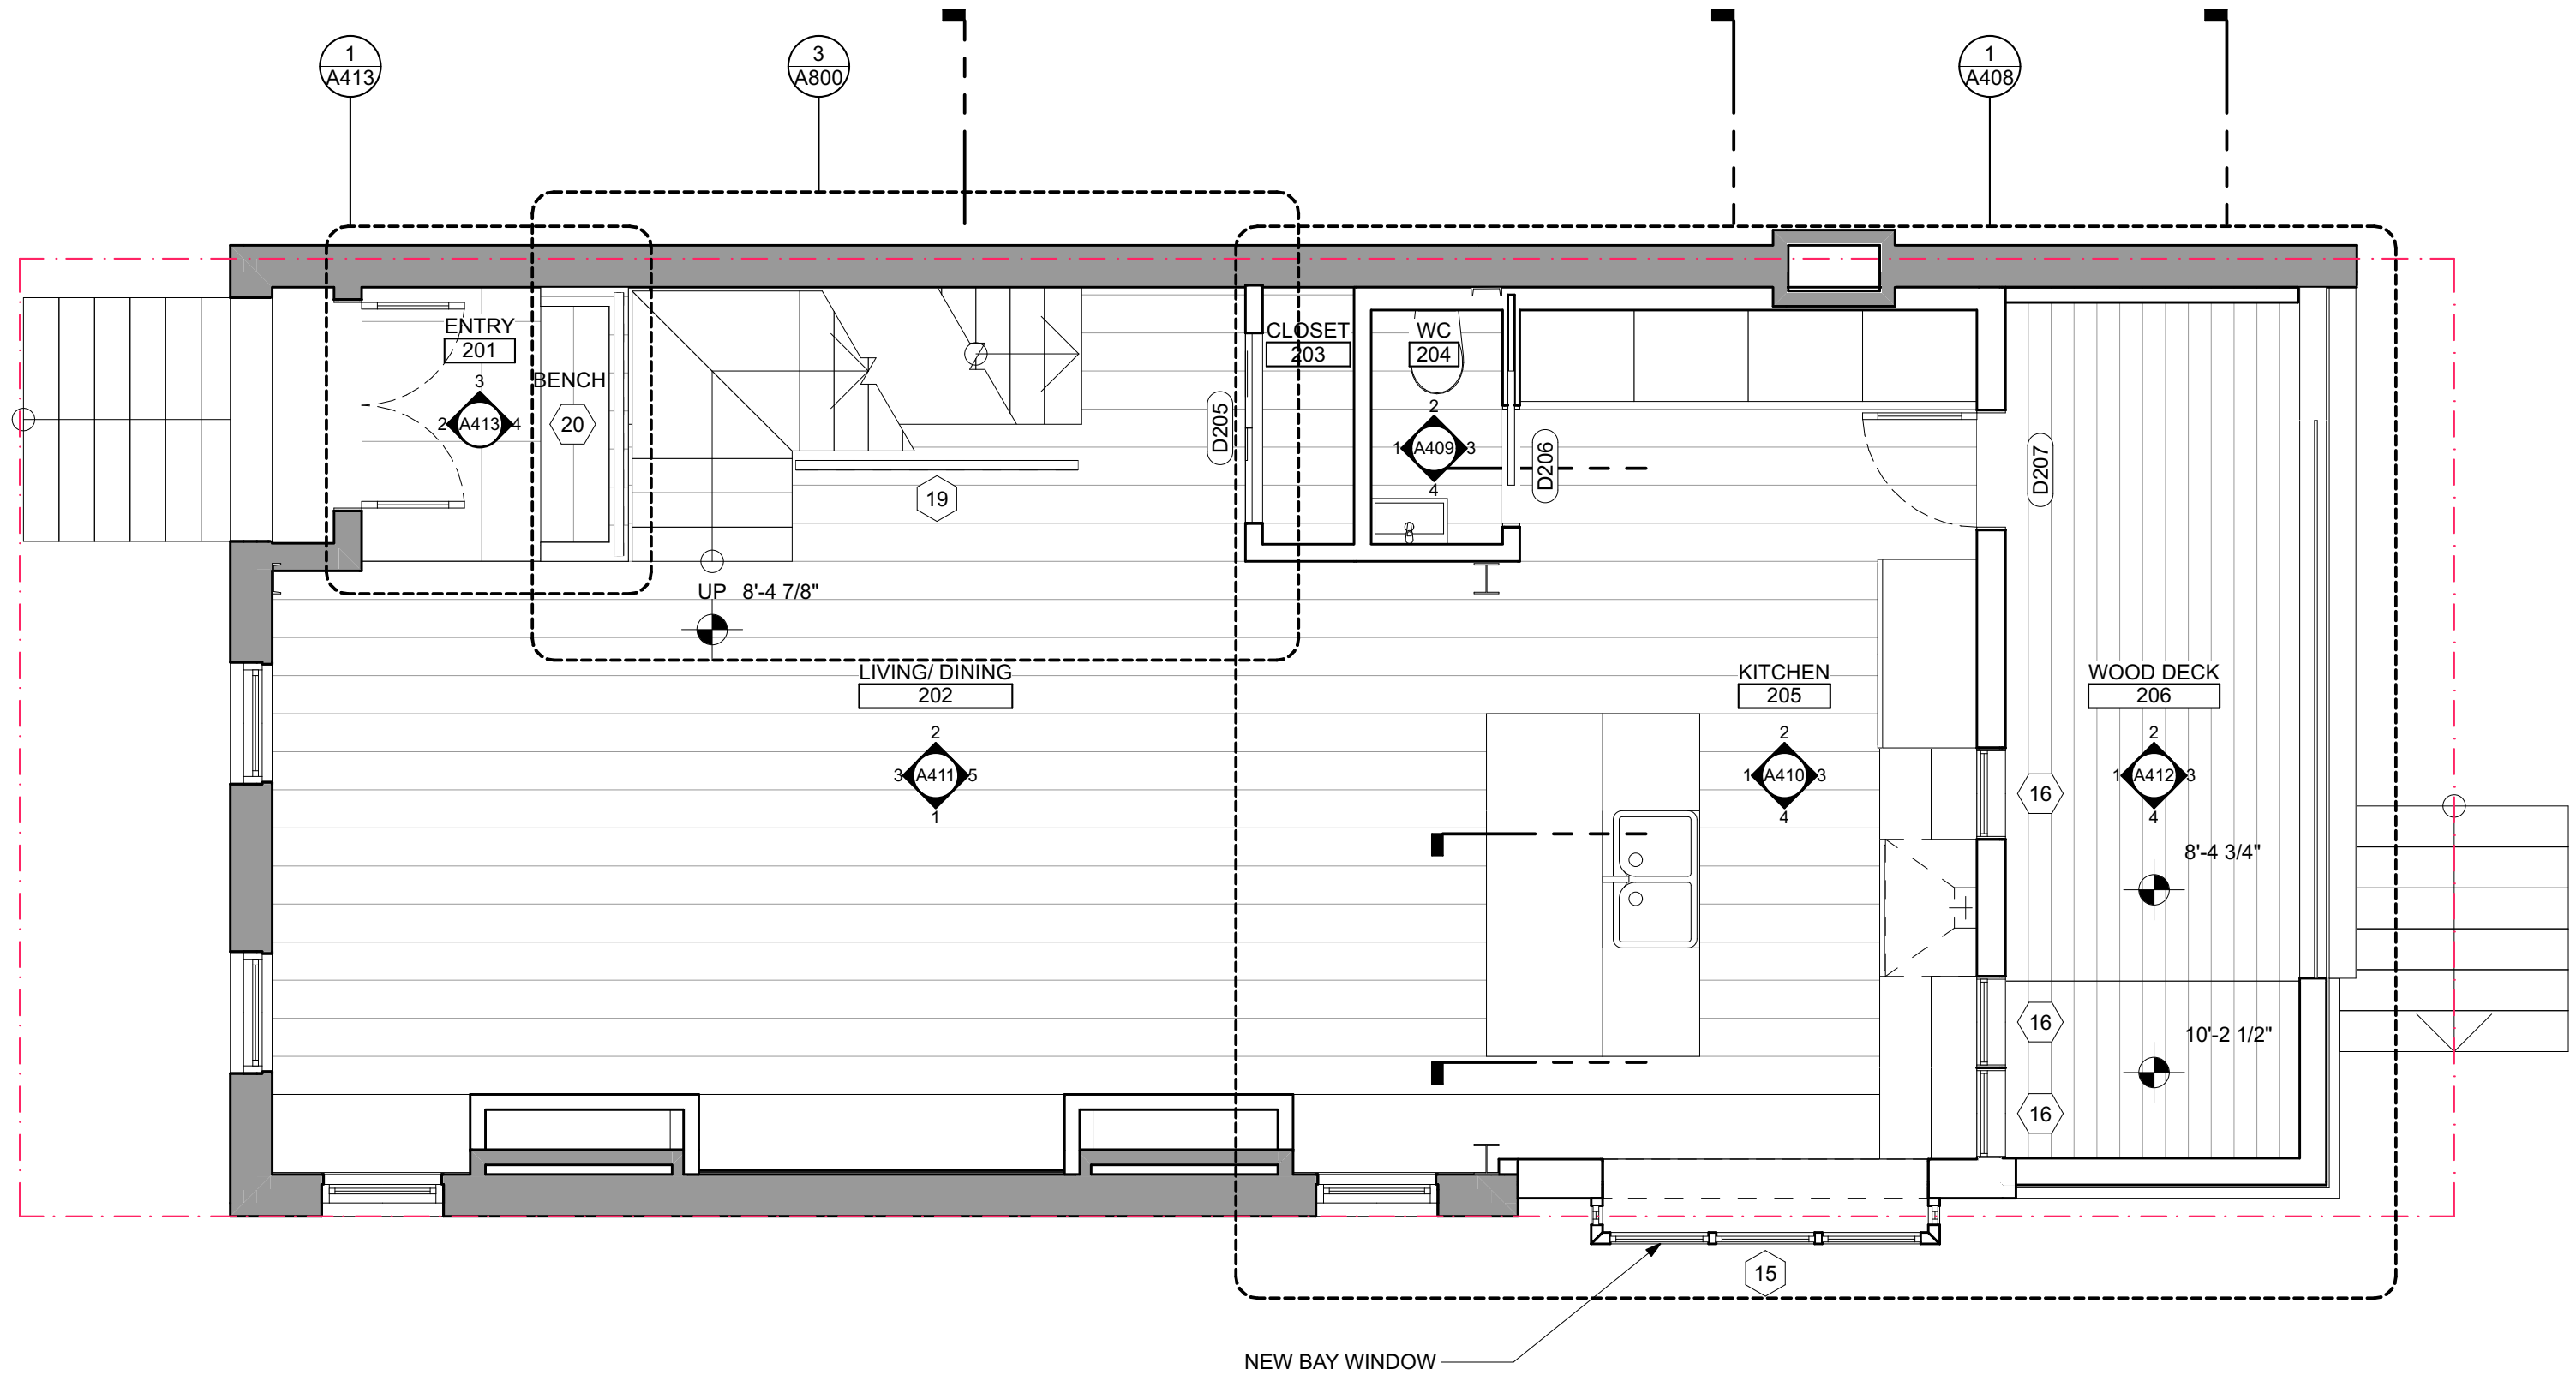 1
A413
3
A800
1
A408
ENTRY
201
BENCH
20
3
2 A413 4
CLOSET
203
WC
204
2
1 A409 3
4
D205
D206
D207
19
UP 8'-4 7/8"
LIVING/ DINING
202
2
3 A411 5
1
KITCHEN
205
2
1 A410 3
4
WOOD DECK
206
2
1 A412 3
4
16
8'-4 3/4"
16
10'-2 1/2"
16
15
NEW BAY WINDOW